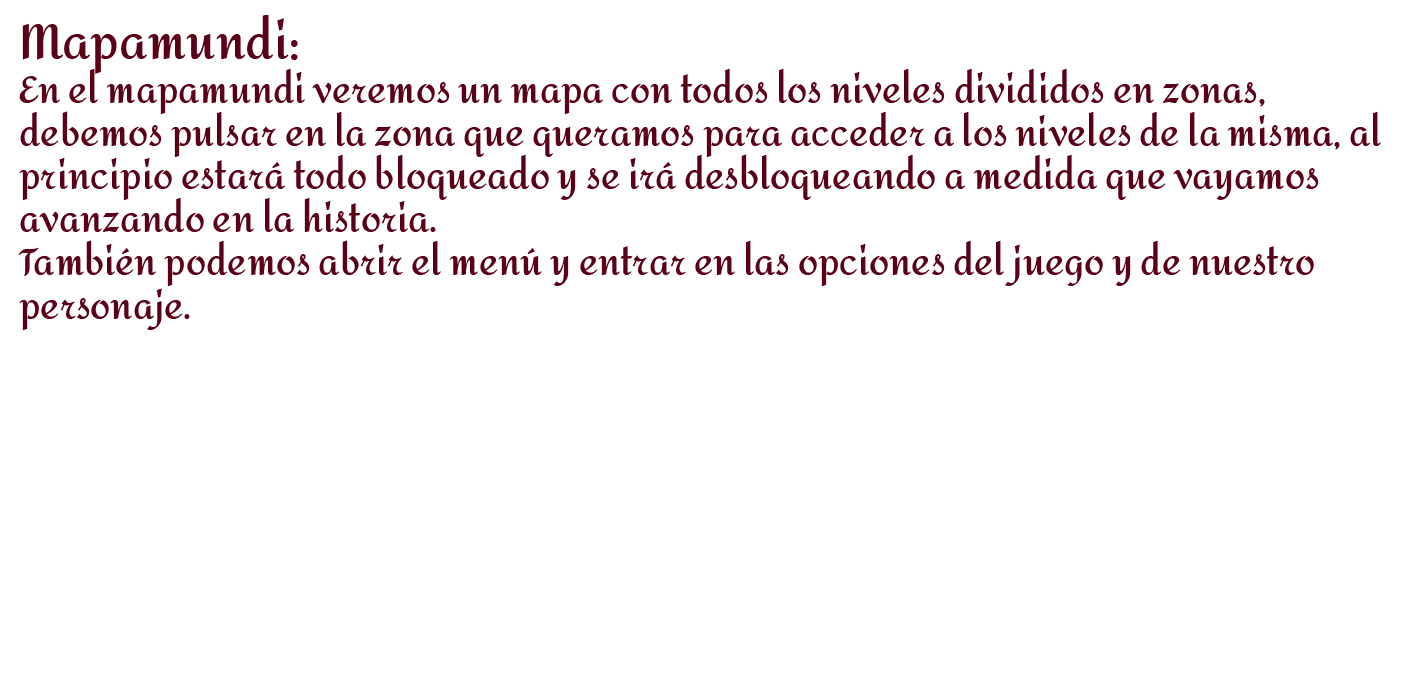 Mapamundi:
En el mapamundi veremos un mapa con todos los niveles divididos en zonas,
debemos pulsar en la zona que queramos para acceder a los niveles de la misma, al
principio estará todo bloqueado y se irá desbloqueando a medida que vayamos
avanzando en la historia.
También podemos abrir el menú y entrar en las opciones del juego y de nuestro
personaje.